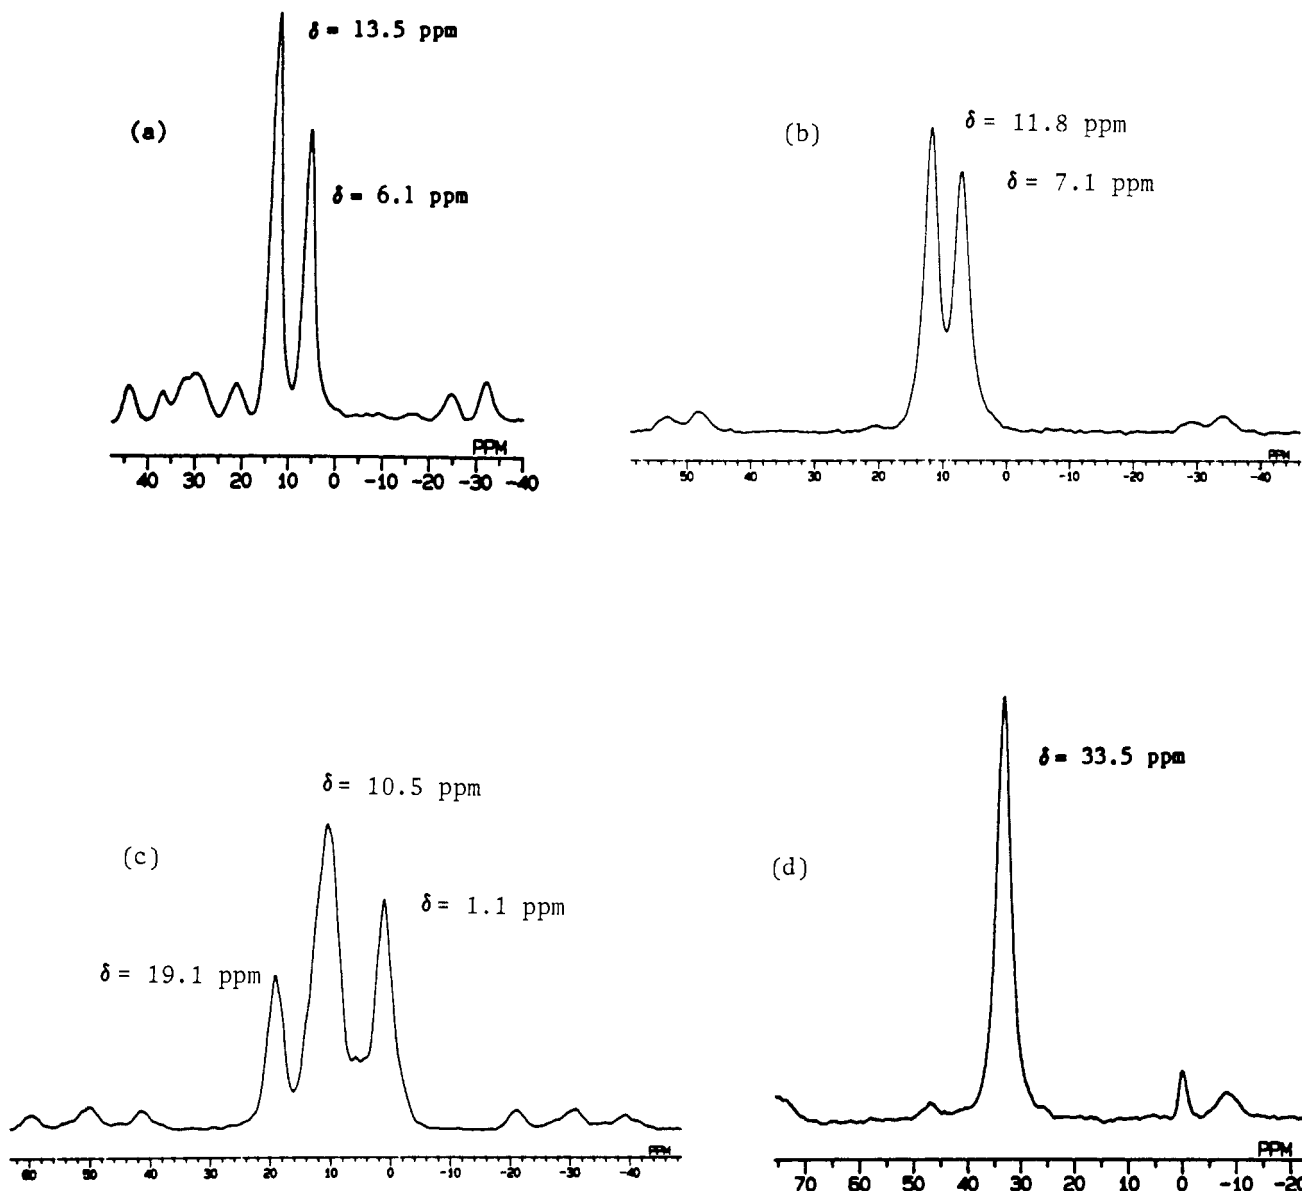 (a)
δ = 13.5 ppm
δ = 6.1 ppm
PPM
40 30 20 10 0 -10 -20 -30 -40
(b)
δ = 11.8 ppm
δ = 7.1 ppm
PPM
50 40 30 20 10 0 -10 -20 -30 -40
(c)
δ = 10.5 ppm
δ = 1.1 ppm
δ = 19.1 ppm
PPM
60 50 40 30 20 10 0 -10 -20 -30 -40
(d)
δ = 33.5 ppm
PPM
70 60 50 40 30 20 10 0 -10 -20